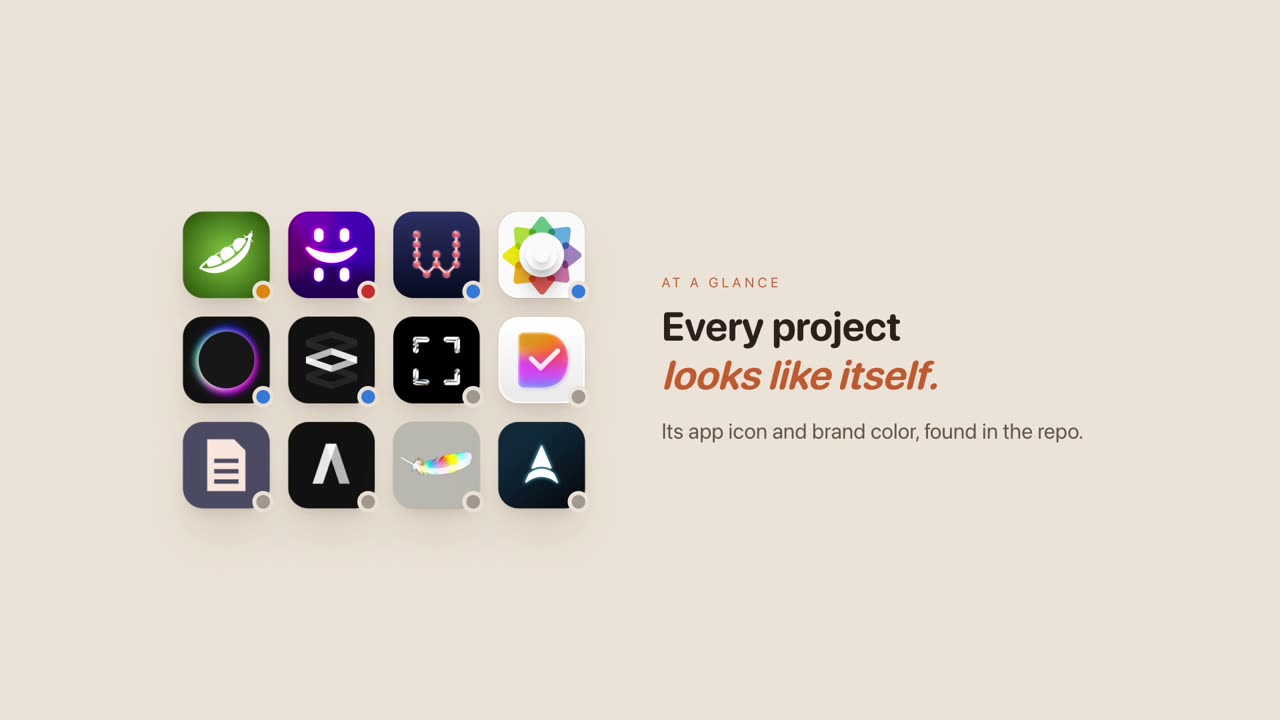 AT A GLANCE
Every project
looks like itself.
Its app icon and brand color, found in the repo.